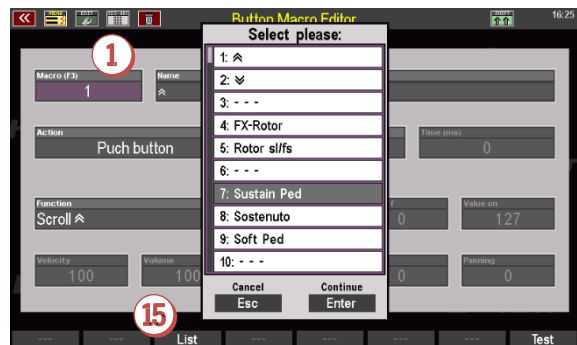 Button Macro Editor
16:25
Select please:
1
Macro (F3)
1
Name
1:
2:
3: - - -
4: FX-Rotor
5: Rotor sl/fs
6: - - -
7: Sustain Ped
8: Sostenuto
9: Soft Ped
10: - - -
Action
Puch button
Time (ms)
0
Function
Scroll
0
Value on
127
Velocity
100
Volume
100
0
Panning
0
Cancel
Esc
Continue
Enter
15
---
---
List
---
---
---
---
Test